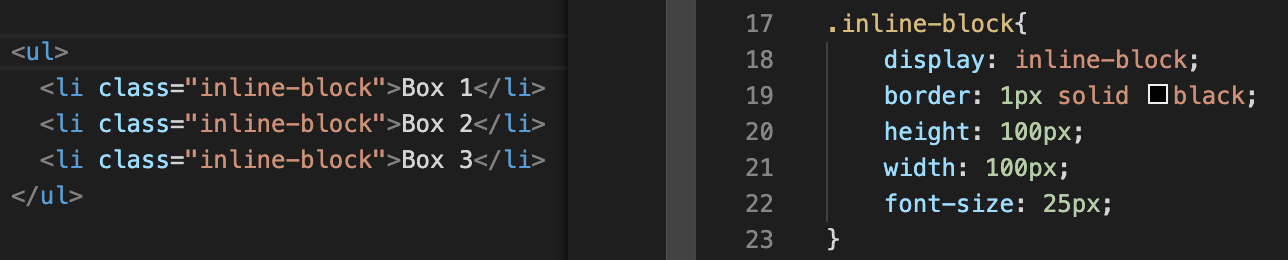 <ul>
  <li class="inline-block">Box 1</li>
  <li class="inline-block">Box 2</li>
  <li class="inline-block">Box 3</li>
</ul>
17 .inline-block{
18     display: inline-block;
19     border: 1px solid black;
20     height: 100px;
21     width: 100px;
22     font-size: 25px;
23 }